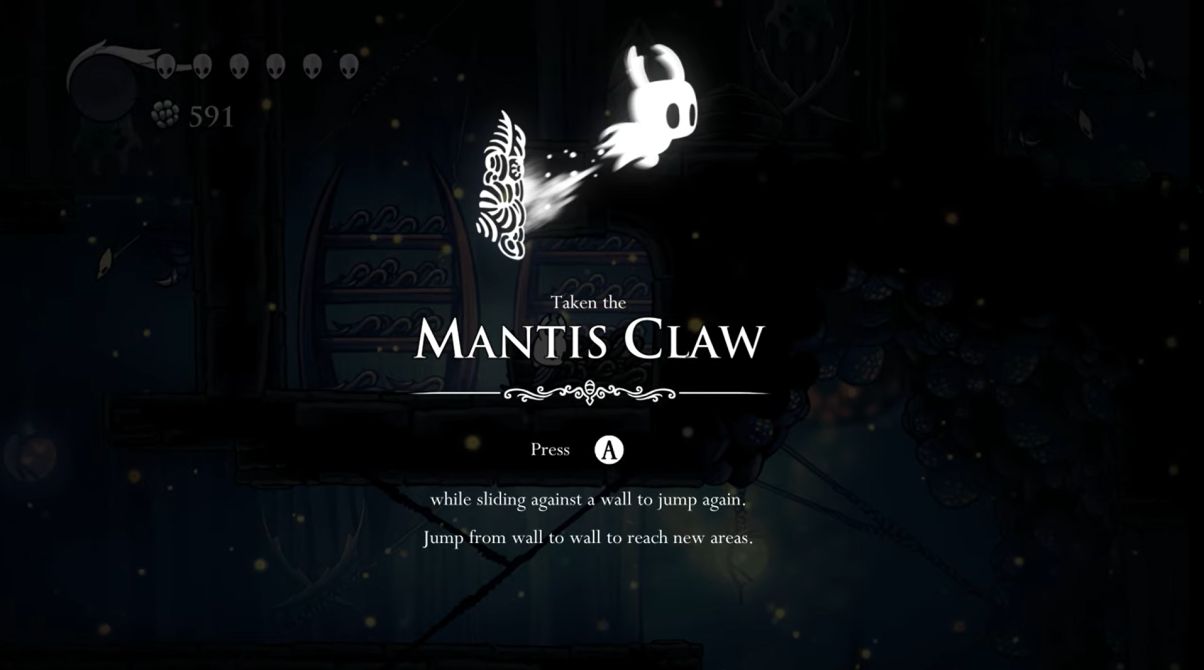 591
Taken the
MANTIS CLAW
Press A
while sliding against a wall to jump again.
Jump from wall to wall to reach new areas.